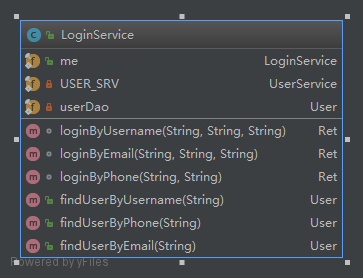 LoginService
me LoginService
USER_SRV UserService
userDao User
loginByUsername(String, String, String) Ret
loginByEmail(String, String, String) Ret
loginByPhone(String, String) Ret
findUserByUsername(String) User
findUserByPhone(String) User
findUserByEmail(String) User
Powered by yFiles